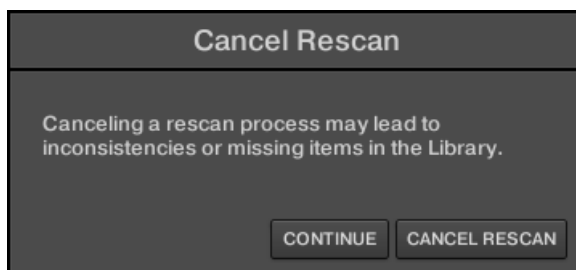 Cancel Rescan
Canceling a rescan process may lead to
inconsistencies or missing items in the Library.
CONTINUE
CANCEL RESCAN